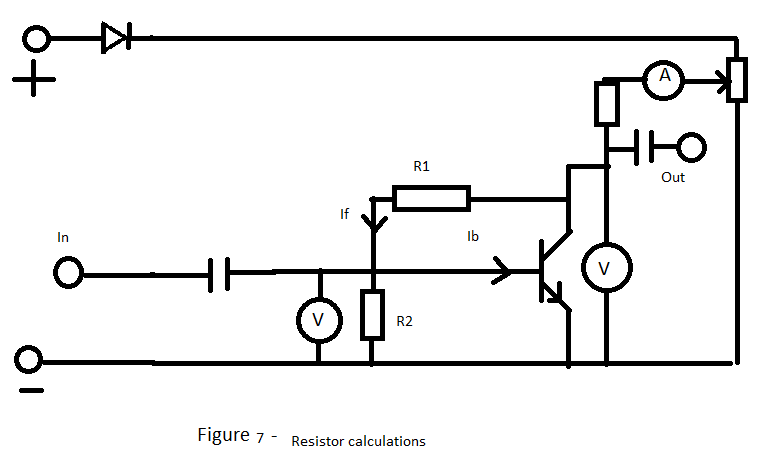 +
A
R1
Out
If
Ib
In
V
V
R2
−
Figure 7 - Resistor calculations